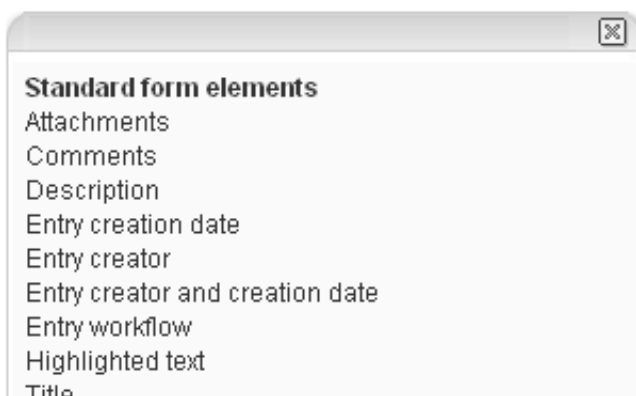 Standard form elements
Attachments
Comments
Description
Entry creation date
Entry creator
Entry creator and creation date
Entry workflow
Highlighted text
Title